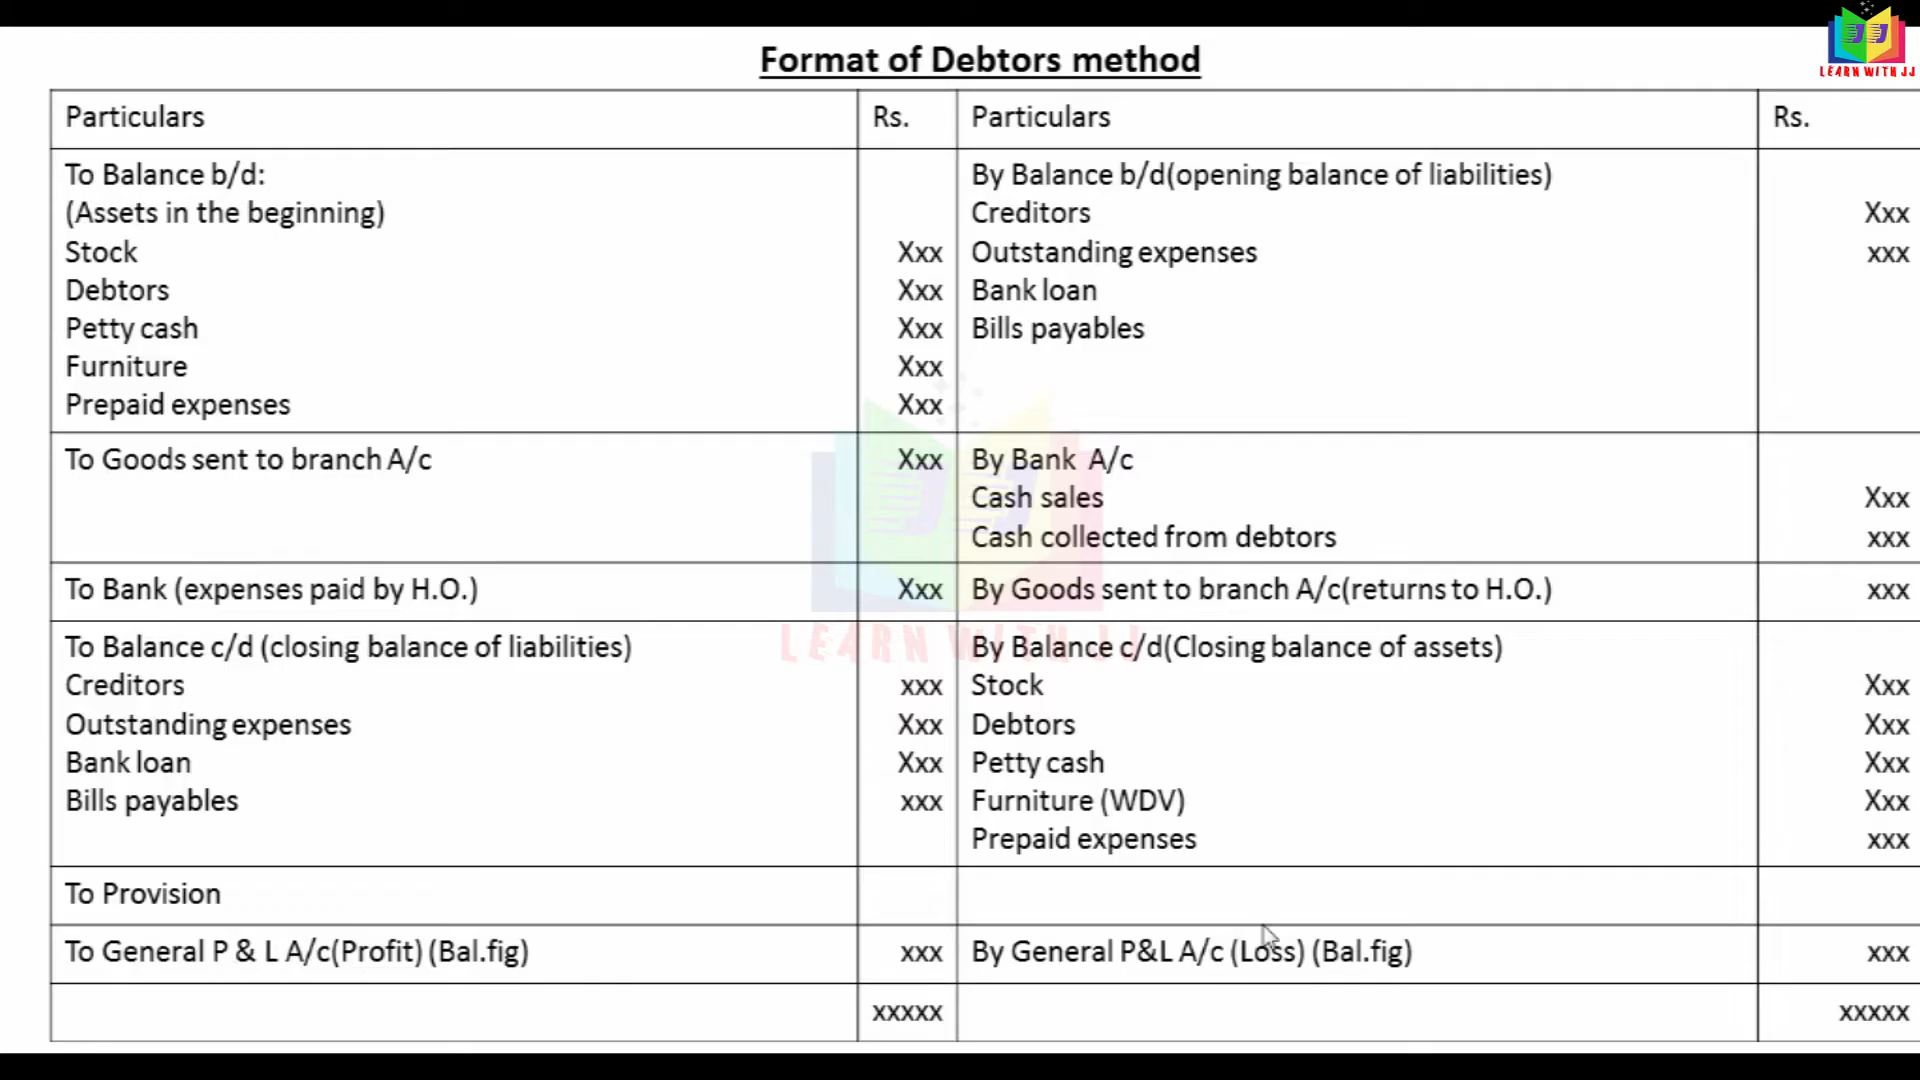 LEARN WITH JJ
Format of Debtors method
Particulars Rs. Particulars Rs.
To Balance b/d: By Balance b/d(opening balance of liabilities)
(Assets in the beginning) Creditors Xxx
Stock Xxx Outstanding expenses xxx
Debtors Xxx Bank loan
Petty cash Xxx Bills payables
Furniture Xxx
Prepaid expenses Xxx
To Goods sent to branch A/c Xxx By Bank A/c
Cash sales Xxx
Cash collected from debtors xxx
To Bank (expenses paid by H.O.) Xxx By Goods sent to branch A/c(returns to H.O.) xxx
LEARN WITH JJ
To Balance c/d (closing balance of liabilities) By Balance c/d(Closing balance of assets)
Creditors xxx Stock Xxx
Outstanding expenses Xxx Debtors Xxx
Bank loan Xxx Petty cash Xxx
Bills payables xxx Furniture (WDV) Xxx
Prepaid expenses xxx
To Provision
To General P & L A/c(Profit) (Bal.fig) xxx By General P&L A/c (Loss) (Bal.fig) xxx
xxxxx xxxxx